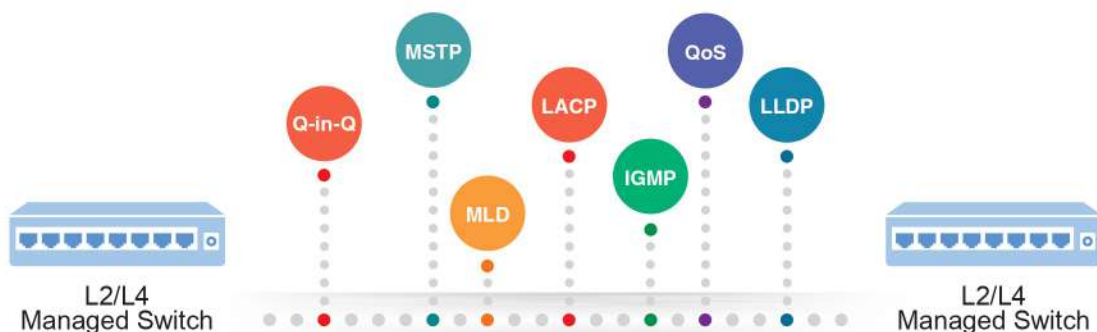 Q-in-Q
MSTP
MLD
LACP
IGMP
QoS
LLDP
L2/L4
Managed Switch
L2/L4
Managed Switch